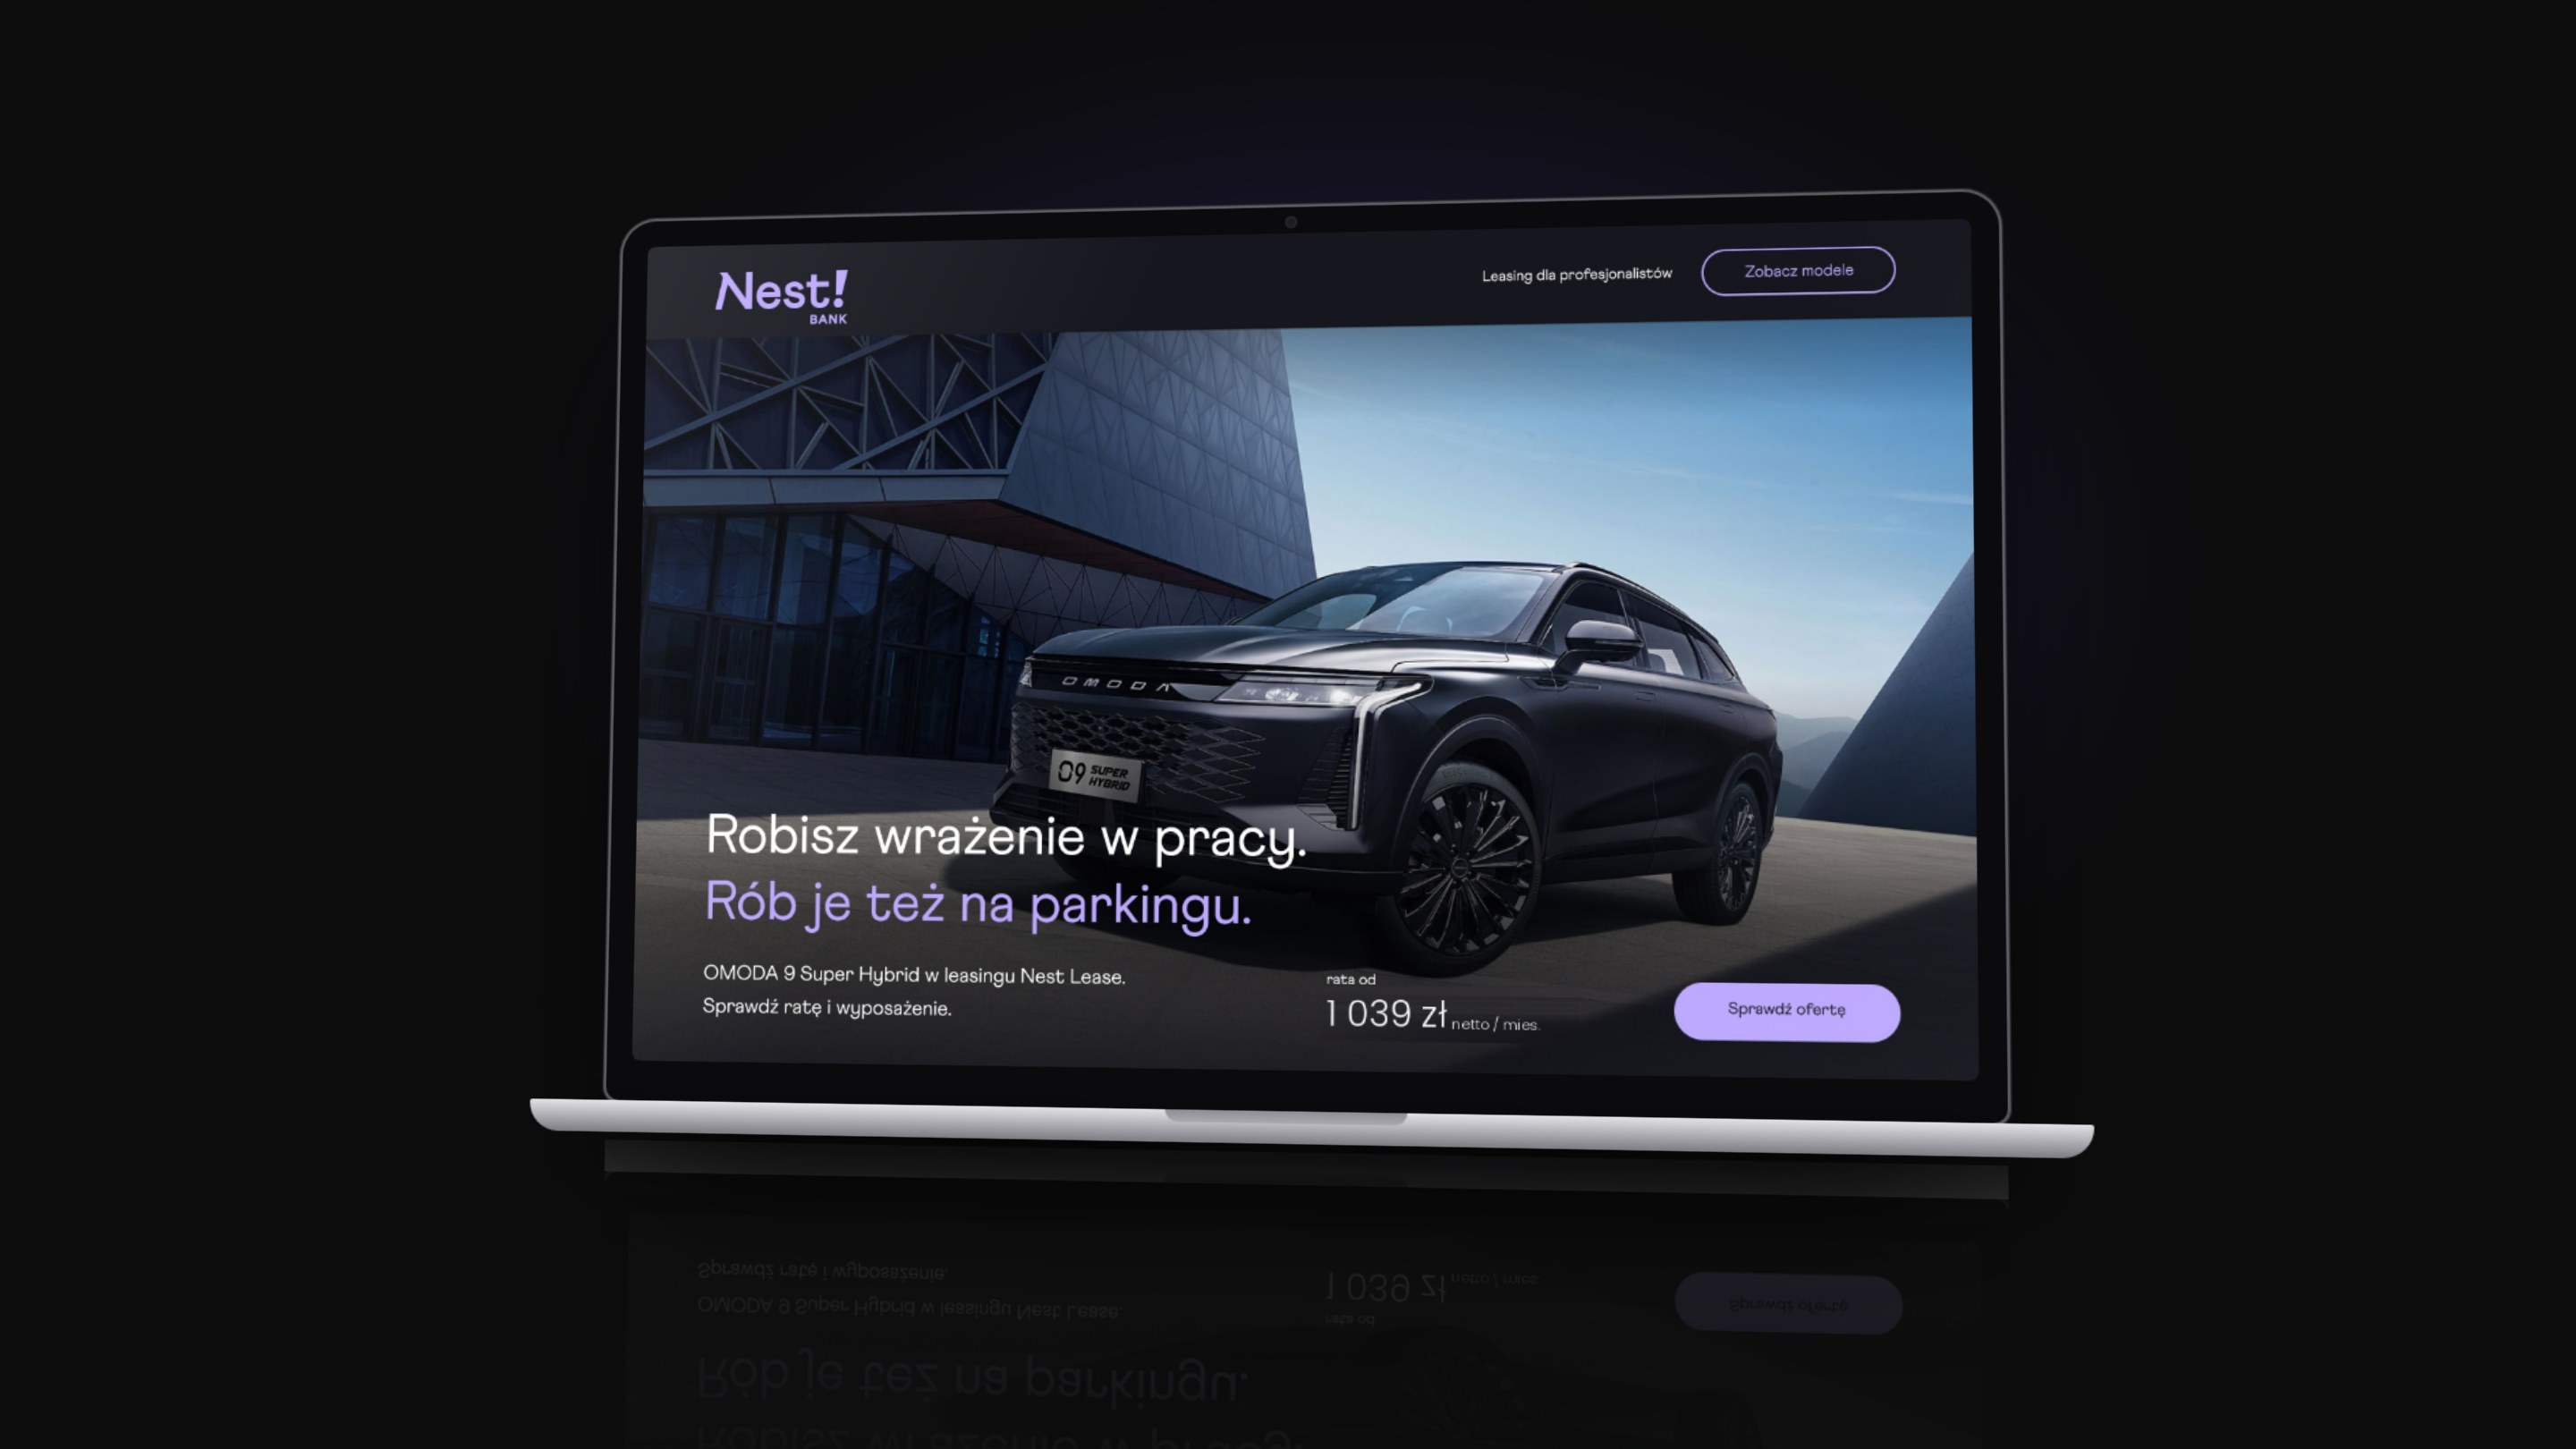 Nest!
BANK
Leasing dla profesjonalistów
Zobacz modele
OMODA
09 SUPER
HYBRID
Robisz wrażenie w pracy.
Rób je też na parkingu.
OMODA 9 Super Hybrid w leasingu Nest Lease.
Sprawdź ratę i wyposażenie.
rata od
1 039 zł netto / mies.
Sprawdź ofertę